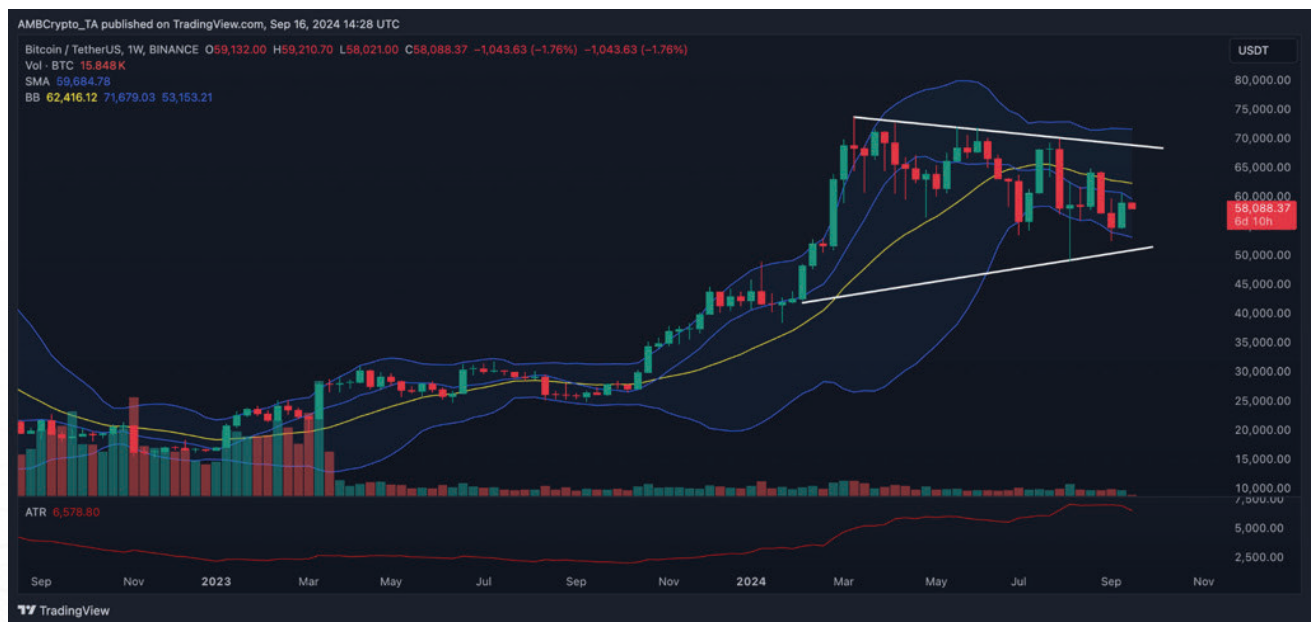 AMBCrypto_TA published on TradingView.com, Sep 16, 2024 14:28 UTC
Bitcoin / TetherUS, 1W, BINANCE O59,132.00 H59,210.70 L58,021.00 C58,088.37 −1,043.63 (−1.76%) −1,043.63 (−1.76%)
USDT
Vol · BTC 15.848K
SMA 59,684.78
BB 62,416.12 71,679.03 53,153.21
80,000.00
75,000.00
70,000.00
65,000.00
60,000.00
58,088.37
6d 10h
50,000.00
45,000.00
40,000.00
35,000.00
30,000.00
25,000.00
20,000.00
15,000.00
10,000.00
7,500.00
ATR 6,578.80
5,000.00
2,500.00
Sep Nov 2023 Mar May Jul Sep Nov 2024 Mar May Jul Sep Nov
TradingView